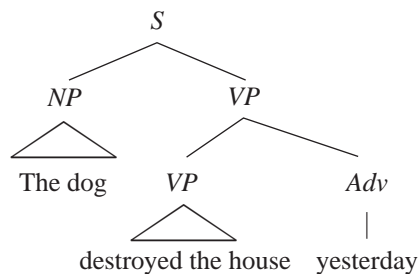 S
NP VP
The dog VP Adv
destroyed the house yesterday